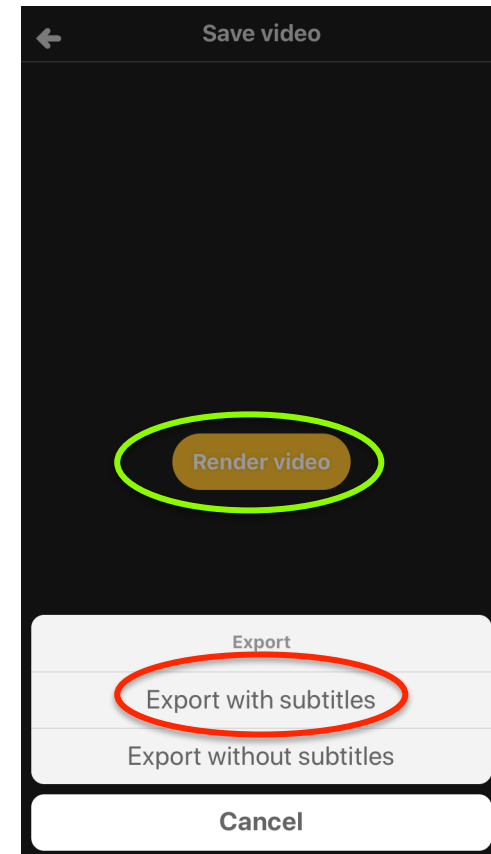 Save video
Render video
Export
Export with subtitles
Export without subtitles
Cancel